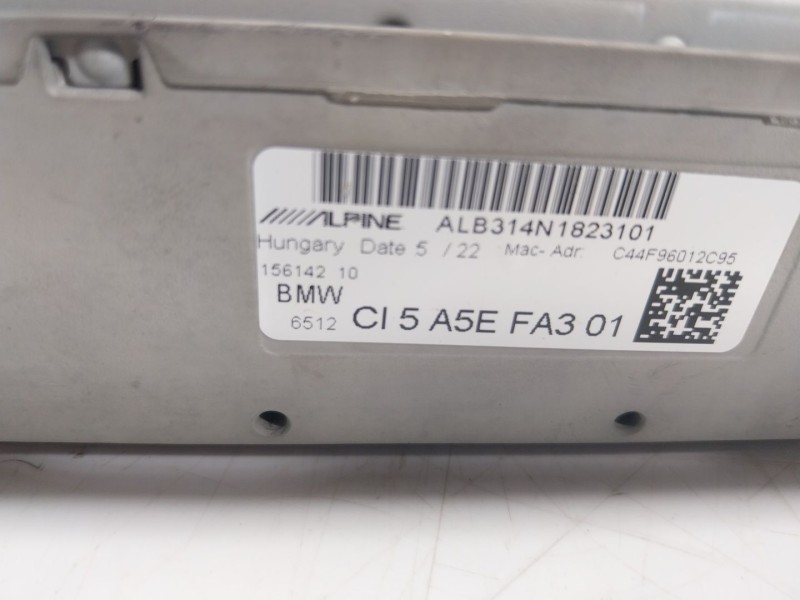 ALPINE ALB314N1823101
Hungary Date 5 / 22 Mac- Adr: C44F96012C95
156142 10
BMW
6512 CI 5 A5E FA3 01